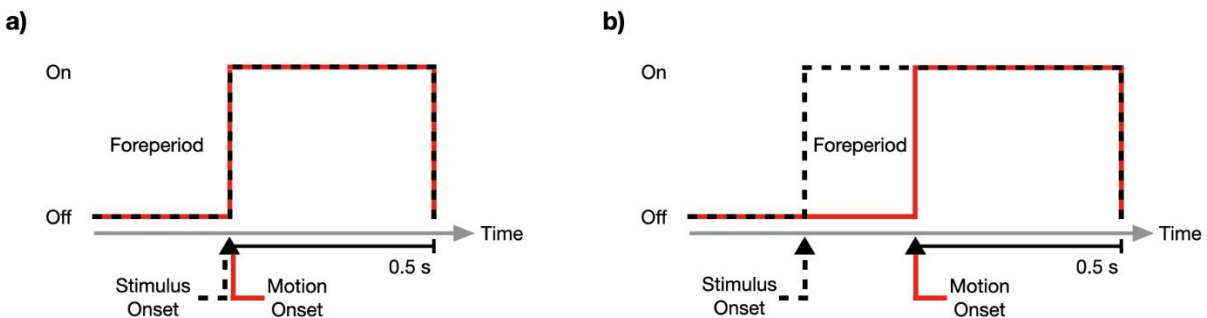 a)
On
Foreperiod
Off
Time
0.5 s
Stimulus
Onset
Motion
Onset
b)
On
Foreperiod
Off
Time
0.5 s
Stimulus
Onset
Motion
Onset